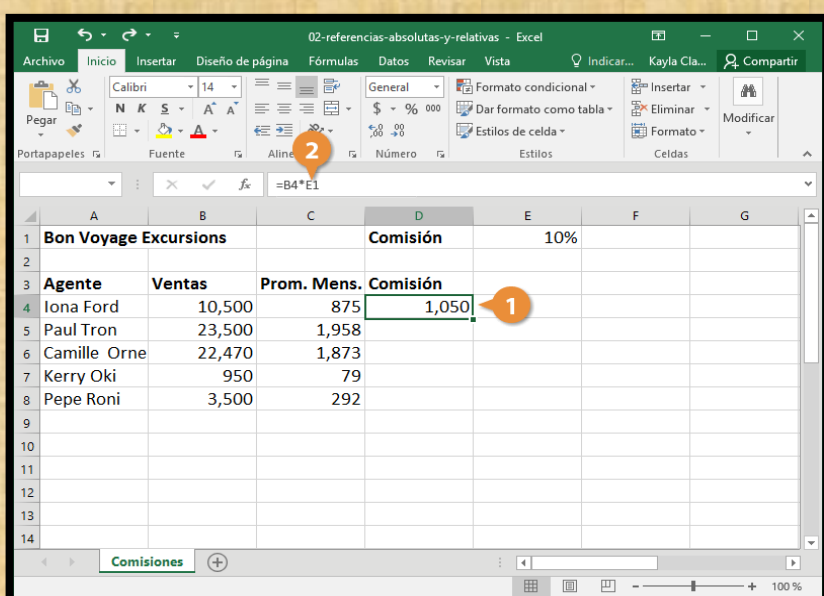 02-referencias-absolutas-y-relativas - Excel
Archivo Inicio Insertar Diseño de página Fórmulas Datos Revisar Vista Indicar... Kayla Cla... Compartir
Calibri 14 General Formato condicional Insertar
Pegar N K S A A $ % 000 Dar formato como tabla Eliminar Modificar
A Estilos de celda Formato
Portapapeles Fuente Aline Número Estilos Celdas
2
fx =B4*E1
A B C D E F G
1 Bon Voyage Excursions Comisión 10%
2
3 Agente Ventas Prom. Mens. Comisión
4 Iona Ford 10,500 875 1,050 1
5 Paul Tron 23,500 1,958
6 Camille Orne 22,470 1,873
7 Kerry Oki 950 79
8 Pepe Roni 3,500 292
9
10
11
12
13
14
Comisiones
100 %